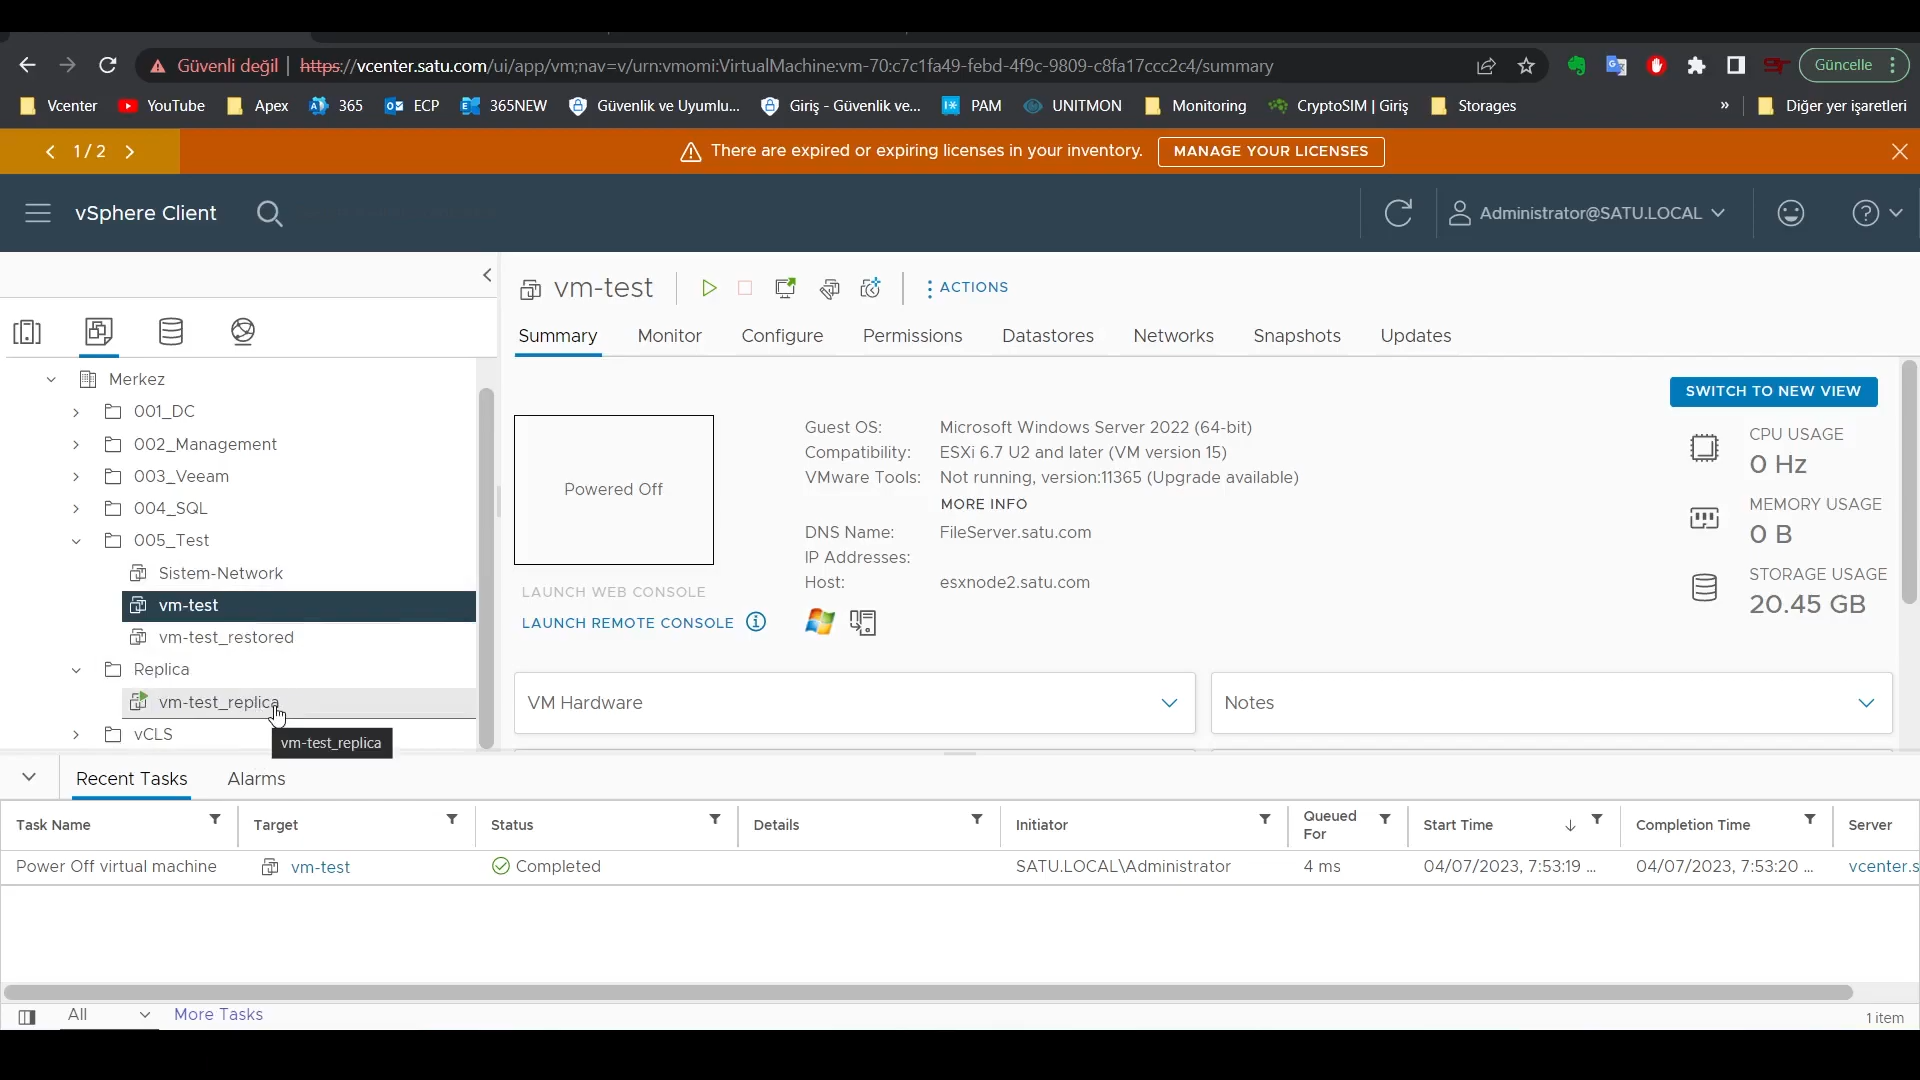 Güvenli değil | https://vcenter.satu.com/ui/app/vm;nav=v/urn:vmomi:VirtualMachine:vm-70:c7c1fa49-febd-4f9c-9809-c8fa17ccc2c4/summary
Güncelle
Vcenter YouTube Apex 365 ECP 365NEW Güvenlik ve Uyumlu... Giriş - Güvenlik ve... PAM UNITMON Monitoring CryptoSIM | Giriş Storages » Diğer yer işaretleri
1 / 2
There are expired or expiring licenses in your inventory. MANAGE YOUR LICENSES
vSphere Client
Administrator@SATU.LOCAL
vm-test
ACTIONS
Summary Monitor Configure Permissions Datastores Networks Snapshots Updates
Merkez
001_DC
002_Management
003_Veeam
004_SQL
005_Test
Sistem-Network
vm-test
vm-test_restored
Replica
vm-test_replica
vCLS
vm-test_replica
SWITCH TO NEW VIEW
Powered Off
LAUNCH WEB CONSOLE
LAUNCH REMOTE CONSOLE
Guest OS: Microsoft Windows Server 2022 (64-bit)
Compatibility: ESXi 6.7 U2 and later (VM version 15)
VMware Tools: Not running, version:11365 (Upgrade available)
MORE INFO
DNS Name: FileServer.satu.com
IP Addresses:
Host: esxnode2.satu.com
CPU USAGE
0 Hz
MEMORY USAGE
0 B
STORAGE USAGE
20.45 GB
VM Hardware
Notes
Recent Tasks Alarms
Task Name Target Status Details Initiator Queued For Start Time Completion Time Server
Power Off virtual machine vm-test Completed SATU.LOCAL\Administrator 4 ms 04/07/2023, 7:53:19 ... 04/07/2023, 7:53:20 ... vcenter.s
All More Tasks
1 item